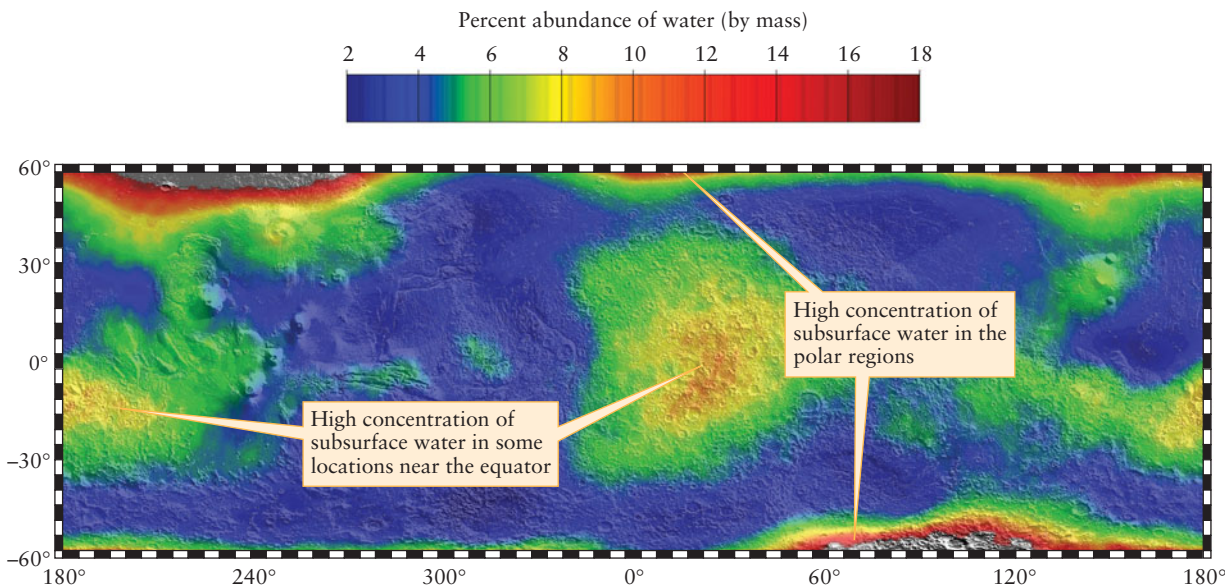 Percent abundance of water (by mass)
2 4 6 8 10 12 14 16 18
60°
30°
0°
–30°
–60°
High concentration of
subsurface water in the
polar regions
High concentration of
subsurface water in some
locations near the equator
180° 240° 300° 0° 60° 120° 180°